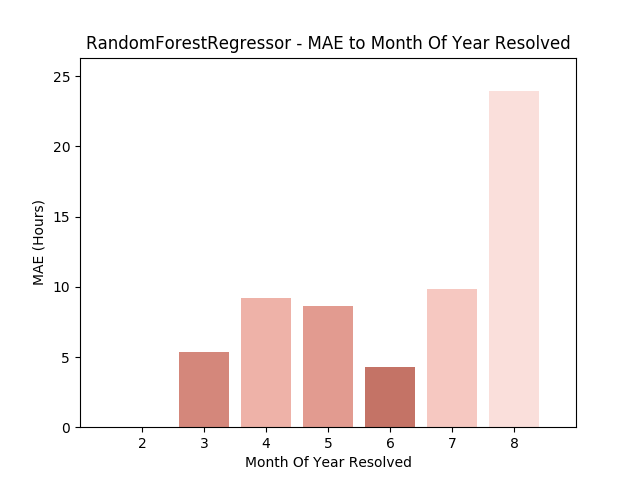 RandomForestRegressor - MAE to Month Of Year Resolved
25
20
15
10
5
0
MAE (Hours)
2 3 4 5 6 7 8
Month Of Year Resolved